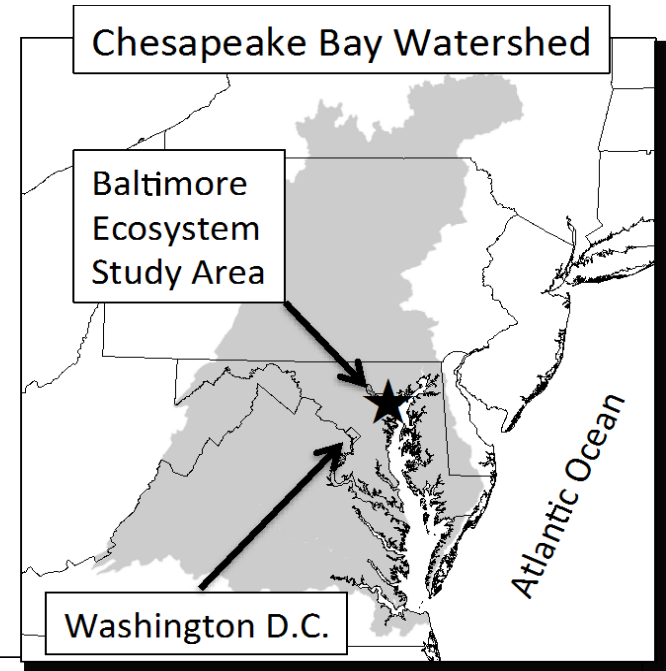 Chesapeake Bay Watershed
Baltimore
Ecosystem
Study Area
Atlantic Ocean
Washington D.C.